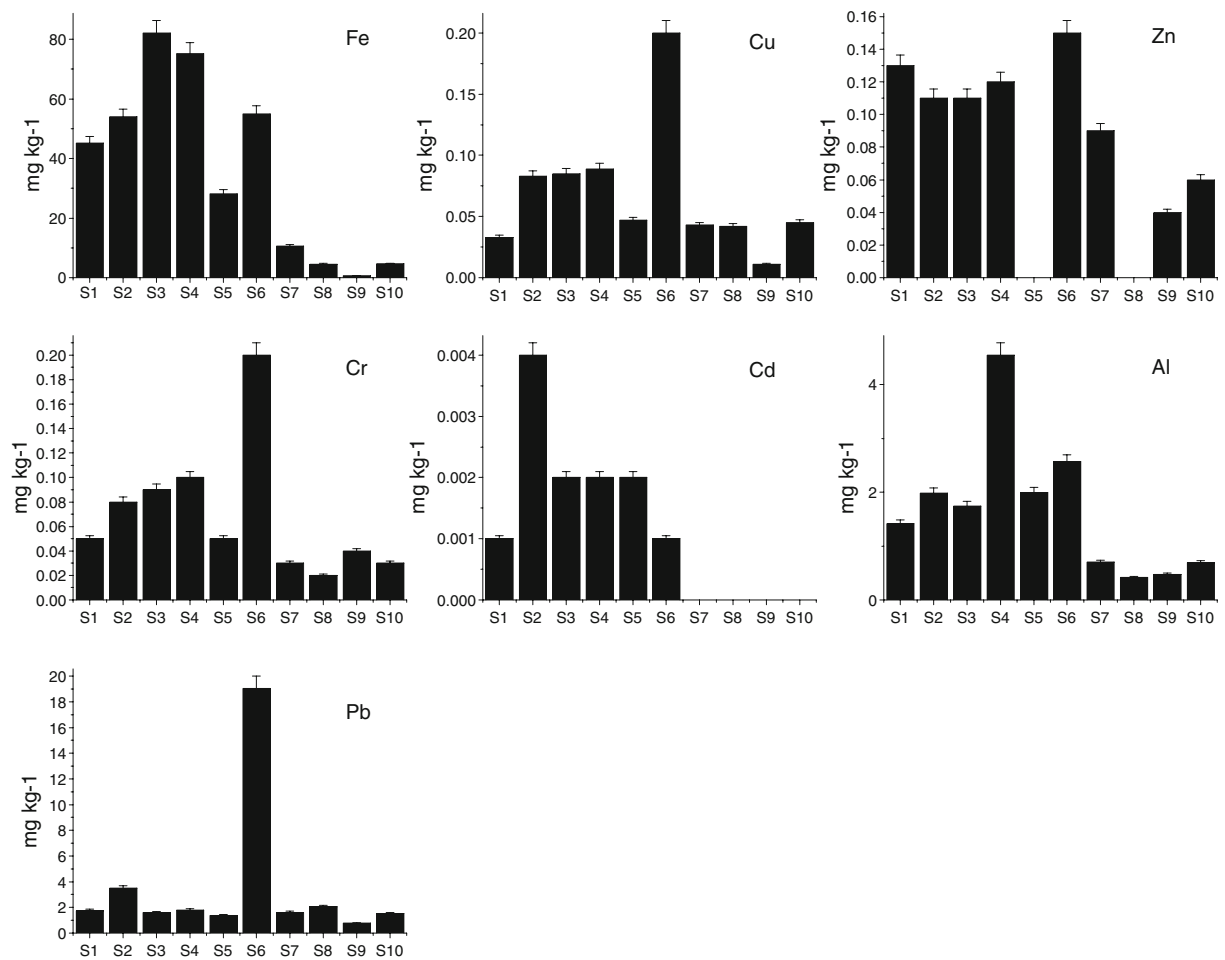 Fe
mg kg-1
80
60
40
20
0
S1 S2 S3 S4 S5 S6 S7 S8 S9 S10
Cu
mg kg-1
0.20
0.15
0.10
0.05
0.00
S1 S2 S3 S4 S5 S6 S7 S8 S9 S10
Zn
mg kg-1
0.16
0.14
0.12
0.10
0.08
0.06
0.04
0.02
0.00
S1 S2 S3 S4 S5 S6 S7 S8 S9 S10
Cr
mg kg-1
0.20
0.18
0.16
0.14
0.12
0.10
0.08
0.06
0.04
0.02
0.00
S1 S2 S3 S4 S5 S6 S7 S8 S9 S10
Cd
mg kg-1
0.004
0.003
0.002
0.001
0.000
S1 S2 S3 S4 S5 S6 S7 S8 S9 S10
Al
mg kg-1
4
2
0
S1 S2 S3 S4 S5 S6 S7 S8 S9 S10
Pb
mg kg-1
20
18
16
14
12
10
8
6
4
2
0
S1 S2 S3 S4 S5 S6 S7 S8 S9 S10